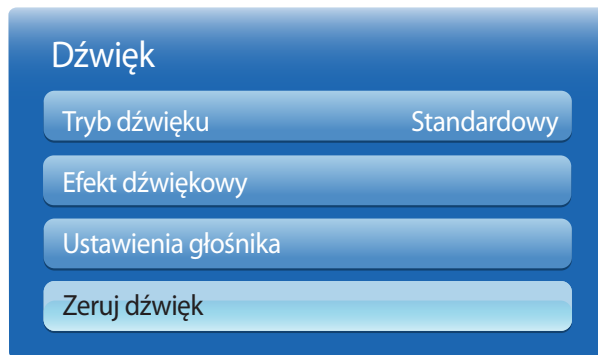 Dźwięk
Tryb dźwięku Standardowy
Efekt dźwiękowy
Ustawienia głośnika
Zeruj dźwięk